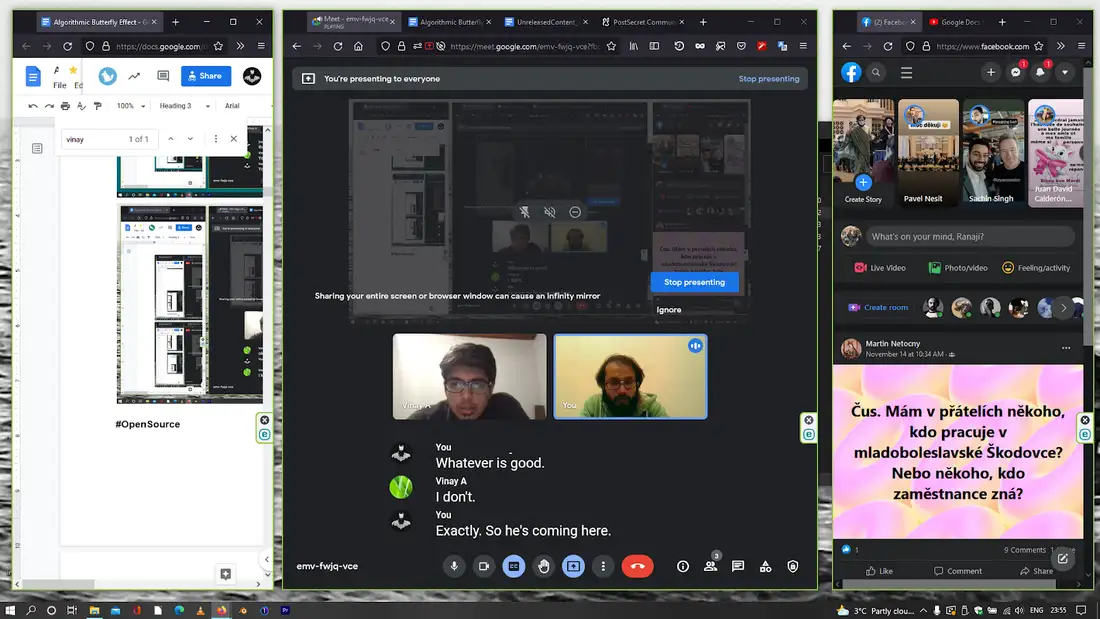 Algorithmic Butterfly Effect - G
https://docs.google.com/
File
Share
100%
Heading 3
Arial
vinay
1 of 1
#OpenSource
Meet - emv-fwjq-vce
PLAYING
Algorithmic Butterfly
UnreleasedContent_
PostSecret Commun
https://meet.google.com/emv-fwjq-vce?
You're presenting to everyone
Stop presenting
Sharing your entire screen or browser window can cause an infinity mirror
Stop presenting
Ignore
Vinay A
You
You
Whatever is good.
Vinay A
I don't.
You
Exactly. So he's coming here.
emv-fwjq-vce
3
(2) Facebook
Google Docs
https://www.facebook.com
1
1
Create Story
Pavel Nesit
Sachin Singh
Juan David
Calderón...
What's on your mind, Ranaji?
Live Video
Photo/video
Feeling/activity
Create room
Martin Netocny
November 14 at 10:34 AM
Čus. Mám v přátelích někoho,
kdo pracuje v
mladoboleslavské Škodovce?
Nebo někoho, kdo
zaměstnance zná?
1
9 Comments
Like
Comment
Share
3°C
Partly clou...
ENG
23:55